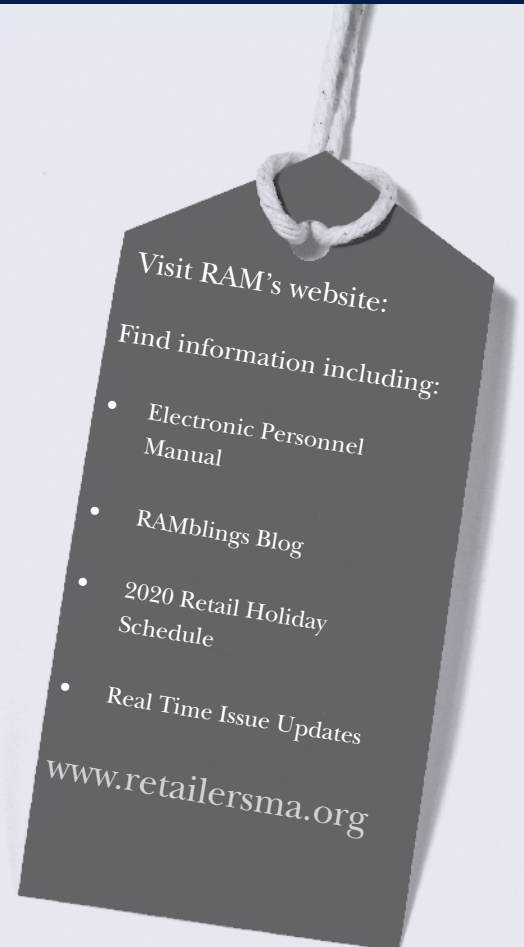 Visit RAM’s website:
Find information including:
• Electronic Personnel
Manual
• RAMblings Blog
• 2020 Retail Holiday
Schedule
• Real Time Issue Updates
www.retailersma.org